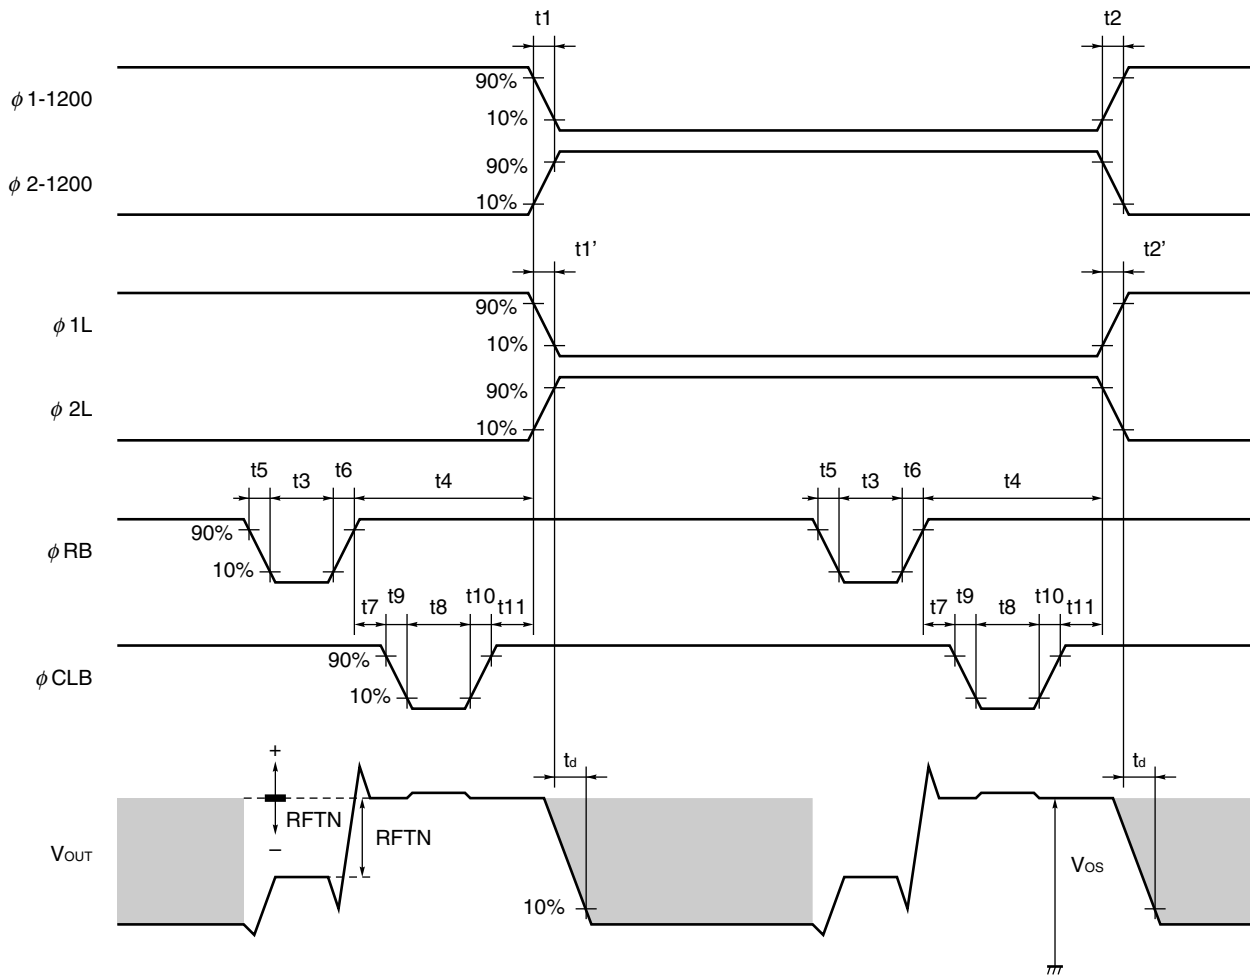 t1 t2
90%
ϕ 1-1200
10%
90%
ϕ 2-1200
10%
t1' t2'
90%
ϕ 1L
10%
90%
ϕ 2L
10%
t5 t3 t6 t4 t5 t3 t6 t4
90%
ϕ RB
10%
t7 t9 t8 t10 t11 t7 t9 t8 t10 t11
90%
ϕ CLB
10%
+
td td
RFTN
RFTN
−
VOUT
VOS
10%